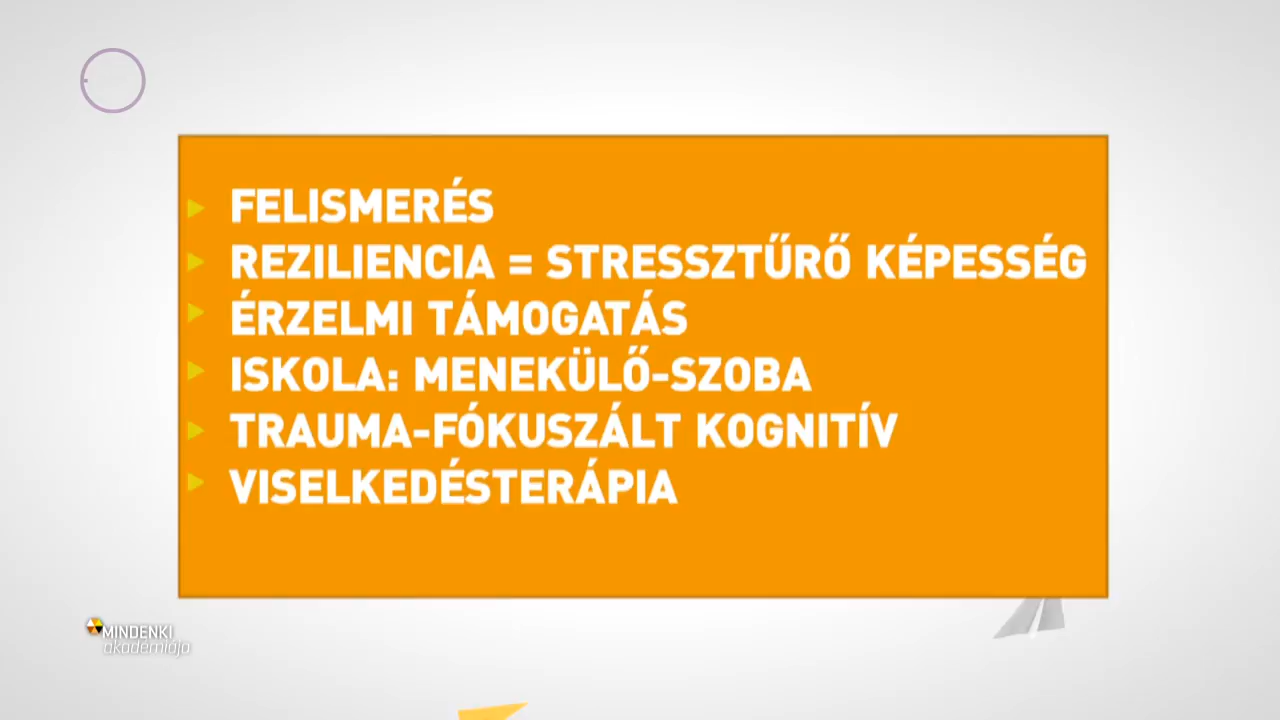 FELISMERÉS
REZILIENCIA = STRESSZTŰRŐ KÉPESSÉG
ÉRZELMI TÁMOGATÁS
ISKOLA: MENEKÜLŐ-SZOBA
TRAUMA-FÓKUSZÁLT KOGNITÍV
VISELKEDÉSTERÁPIA
MINDENKI
akadémiája